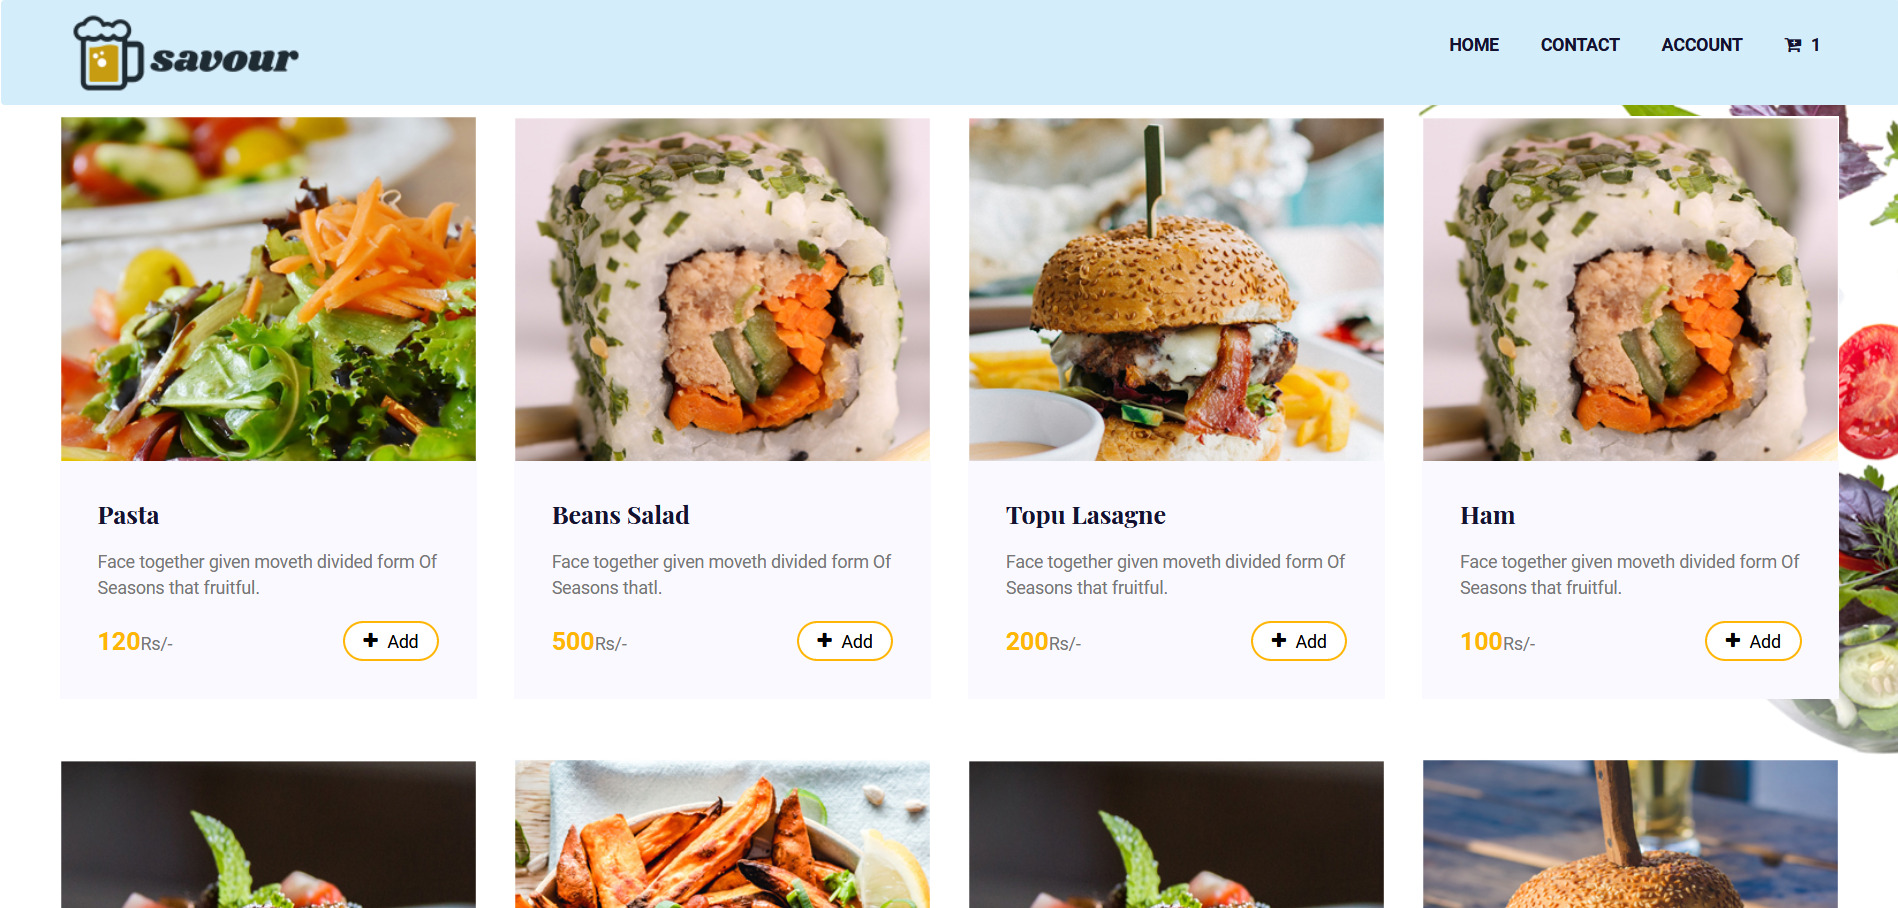 savour
HOME CONTACT ACCOUNT 1
Pasta
Face together given moveth divided form Of
Seasons that fruitful.
120Rs/-
Add
Beans Salad
Face together given moveth divided form Of
Seasons thatl.
500Rs/-
Add
Topu Lasagne
Face together given moveth divided form Of
Seasons that fruitful.
200Rs/-
Add
Ham
Face together given moveth divided form Of
Seasons that fruitful.
100Rs/-
Add